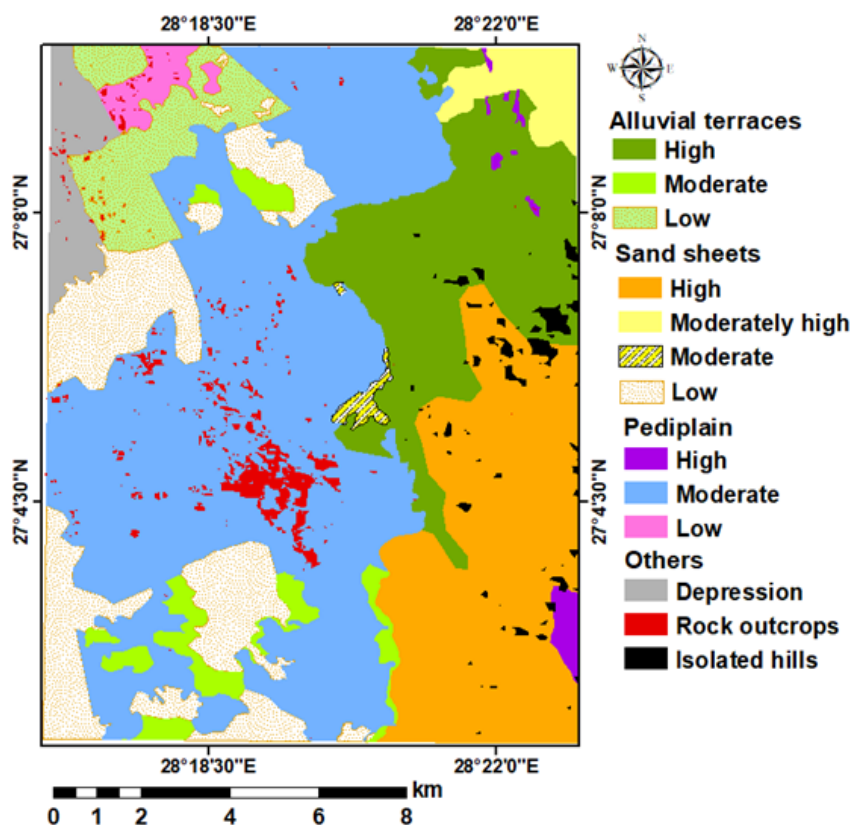 28°18'30"E 28°22'0"E
N
W E
S
Alluvial terraces
High
Moderate
Low
Sand sheets
High
Moderately high
Moderate
Low
Pediplain
High
Moderate
Low
Others
Depression
Rock outcrops
Isolated hills
27°8'0"N 27°8'0"N
27°4'30"N 27°4'30"N
28°18'30"E 28°22'0"E
km
0 1 2 4 6 8